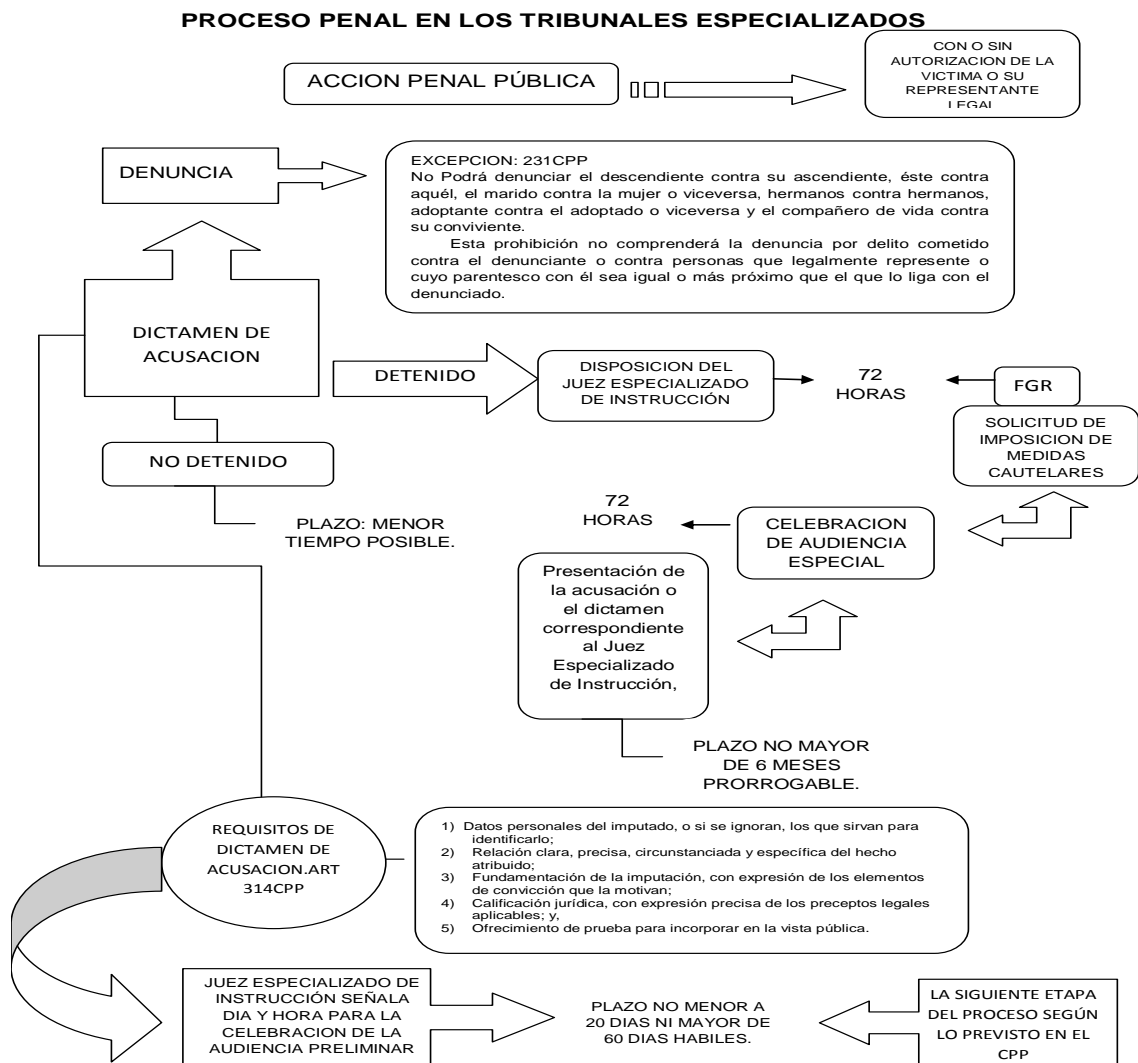 PROCESO PENAL EN LOS TRIBUNALES ESPECIALIZADOS
ACCION PENAL PÚBLICA
CON O SIN
AUTORIZACION DE LA
VICTIMA O SU
REPRESENTANTE
LEGAL
DENUNCIA
EXCEPCION: 231CPP
No Podrá denunciar el descendiente contra su ascendiente, éste contra
aquél, el marido contra la mujer o viceversa, hermanos contra hermanos,
adoptante contra el adoptado o viceversa y el compañero de vida contra
su conviviente.
Esta prohibición no comprenderá la denuncia por delito cometido
contra el denunciante o contra personas que legalmente represente o
cuyo parentesco con él sea igual o más próximo que el que lo liga con el
denunciado.
DICTAMEN DE
ACUSACION
DETENIDO
DISPOSICION DEL
JUEZ ESPECIALIZADO
DE INSTRUCCIÓN
72
HORAS
FGR
SOLICITUD DE
IMPOSICION DE
MEDIDAS
CAUTELARES
NO DETENIDO
PLAZO: MENOR
TIEMPO POSIBLE.
72
HORAS
CELEBRACION
DE AUDIENCIA
ESPECIAL
Presentación de
la acusación o
el dictamen
correspondiente
al Juez
Especializado
de Instrucción,
PLAZO NO MAYOR
DE 6 MESES
PRORROGABLE.
REQUISITOS DE
DICTAMEN DE
ACUSACION.ART
314CPP
1) Datos personales del imputado, o si se ignoran, los que sirvan para
identificarlo;
2) Relación clara, precisa, circunstanciada y específica del hecho
atribuido;
3) Fundamentación de la imputación, con expresión de los elementos
de convicción que la motivan;
4) Calificación jurídica, con expresión precisa de los preceptos legales
aplicables; y,
5) Ofrecimiento de prueba para incorporar en la vista pública.
JUEZ ESPECIALIZADO DE
INSTRUCCIÓN SEÑALA
DIA Y HORA PARA LA
CELEBRACION DE LA
AUDIENCIA PRELIMINAR
PLAZO NO MENOR A
20 DIAS NI MAYOR DE
60 DIAS HABILES.
LA SIGUIENTE ETAPA
DEL PROCESO SEGÚN
LO PREVISTO EN EL
CPP